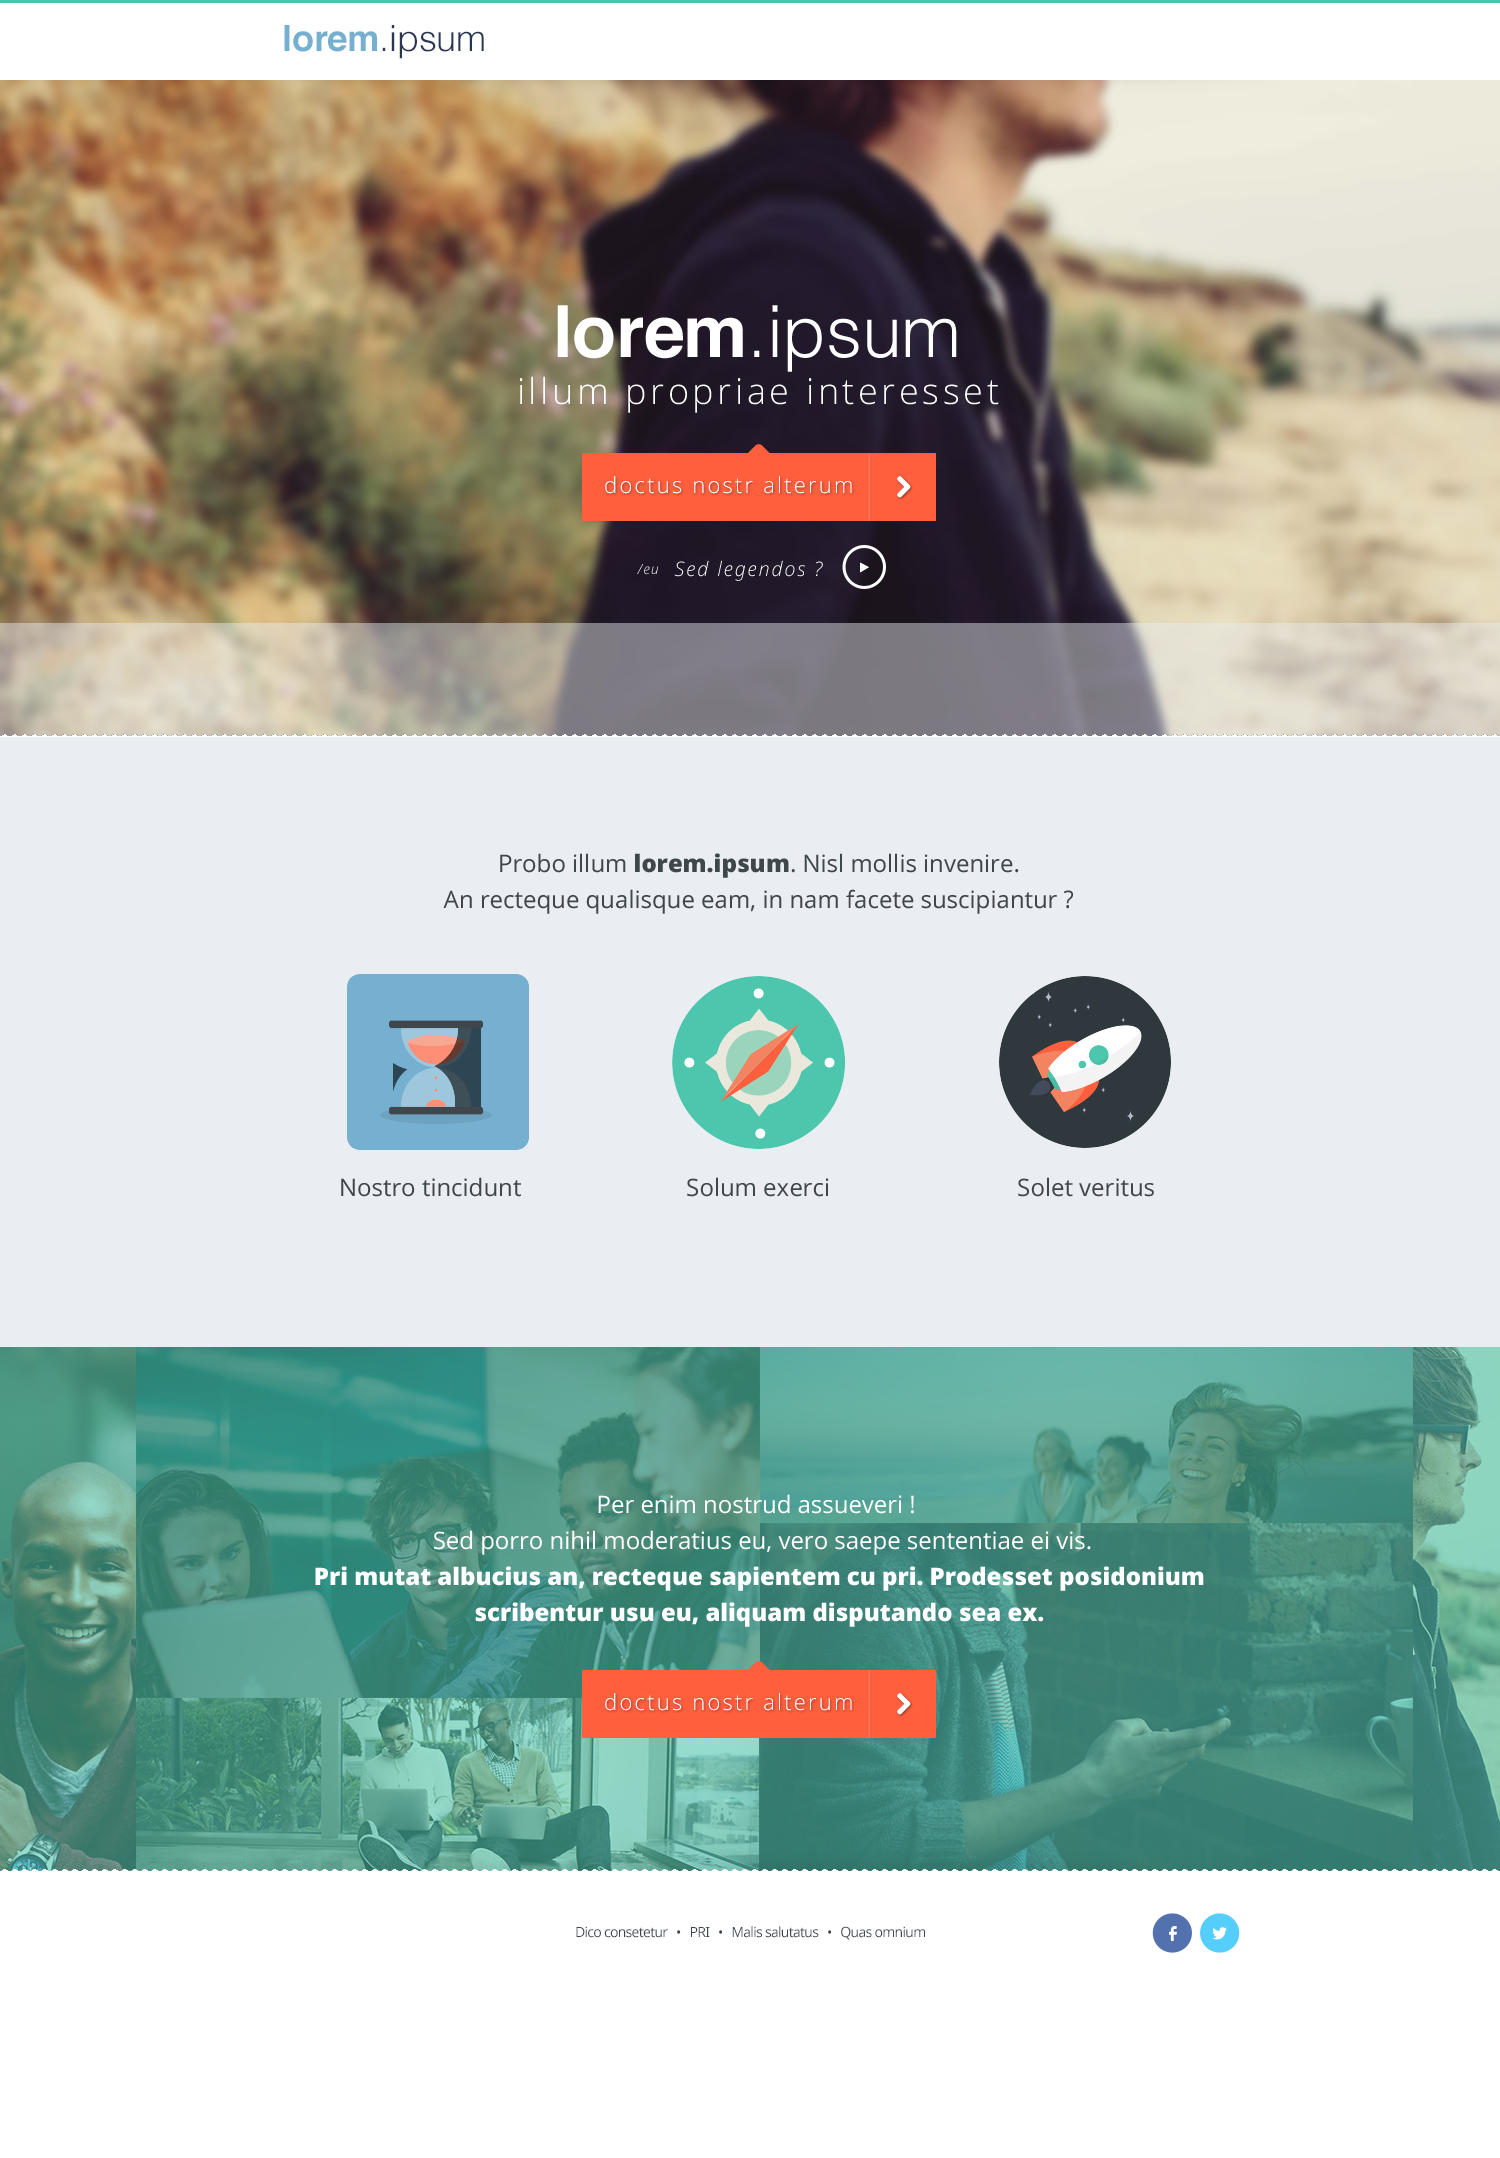 lorem.ipsum
lorem.ipsum
illum propriae interesset
doctus nostr alterum
/eu Sed legendos ?
Probo illum lorem.ipsum. Nisl mollis invenire.
An recteque qualisque eam, in nam facete suscipiantur ?
Nostro tincidunt
Solum exerci
Solet veritus
Per enim nostrud assueveri !
Sed porro nihil moderatius eu, vero saepe sententiae ei vis.
Pri mutat albucius an, recteque sapientem cu pri. Prodesset posidonium
scribentur usu eu, aliquam disputando sea ex.
doctus nostr alterum
Dico consetetur • PRI • Malis salutatus • Quas omnium